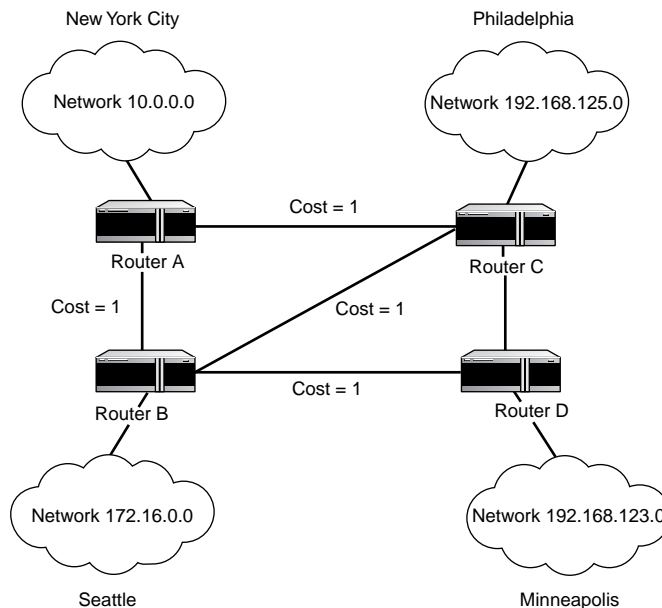 New York City
Philadelphia
Network 10.0.0.0
Network 192.168.125.0
Cost = 1
Router A
Router C
Cost = 1
Cost = 1
Cost = 1
Router B
Router D
Network 172.16.0.0
Network 192.168.123.0
Seattle
Minneapolis